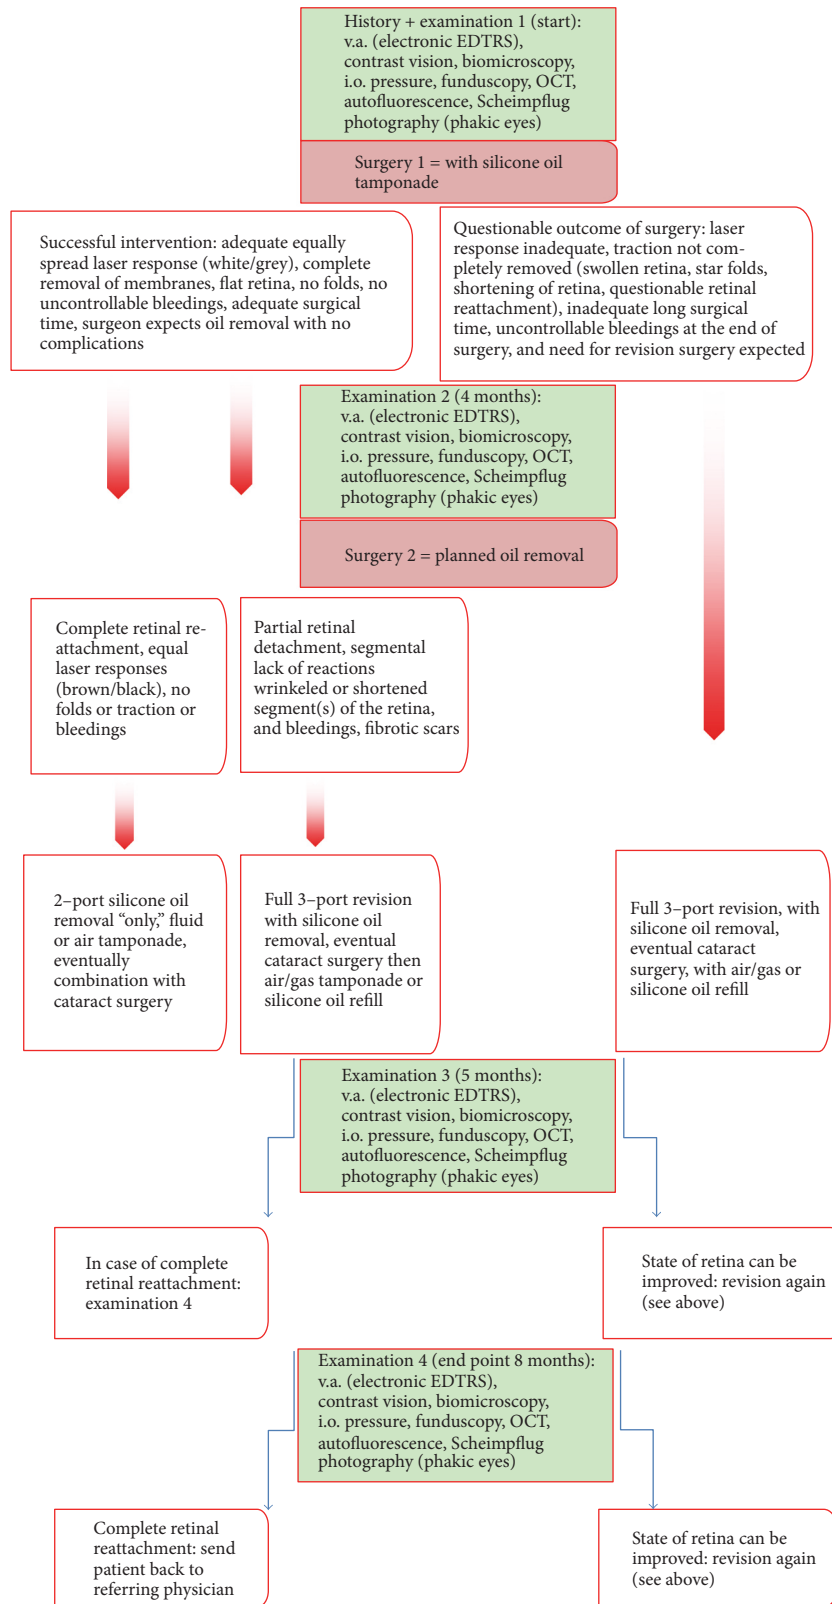 History + examination 1 (start):
v.a. (electronic EDTRS),
contrast vision, biomicroscopy,
i.o. pressure, funduscopy, OCT,
autofluorescence, Scheimpflug
photography (phakic eyes)
Surgery 1 = with silicone oil
tamponade
Successful intervention: adequate equally
spread laser response (white/grey), complete
removal of membranes, flat retina, no folds, no
uncontrollable bleedings, adequate surgical
time, surgeon expects oil removal with no
complications
Questionable outcome of surgery: laser
response inadequate, traction not com-
pletely removed (swollen retina, star folds,
shortening of retina, questionable retinal
reattachment), inadequate long surgical
time, uncontrollable bleedings at the end of
surgery, and need for revision surgery expected
Examination 2 (4 months):
v.a. (electronic EDTRS),
contrast vision, biomicroscopy,
i.o. pressure, funduscopy, OCT,
autofluorescence, Scheimpflug
photography (phakic eyes)
Surgery 2 = planned oil removal
Complete retinal re-
attachment, equal
laser responses
(brown/black), no
folds or traction or
bleedings
Partial retinal
detachment, segmental
lack of reactions
wrinkeled or shortened
segment(s) of the retina,
and bleedings, fibrotic scars
2–port silicone oil
removal “only,” fluid
or air tamponade,
eventually
combination with
cataract surgery
Full 3–port revision
with silicone oil
removal, eventual
cataract surgery then
air/gas tamponade or
silicone oil refill
Full 3–port revision, with
silicone oil removal,
eventual cataract
surgery, with air/gas or
silicone oil refill
Examination 3 (5 months):
v.a. (electronic EDTRS),
contrast vision, biomicroscopy,
i.o. pressure, funduscopy, OCT,
autofluorescence, Scheimpflug
photography (phakic eyes)
In case of complete
retinal reattachment:
examination 4
State of retina can be
improved: revision again
(see above)
Examination 4 (end point 8 months):
v.a. (electronic EDTRS),
contrast vision, biomicroscopy,
i.o. pressure, funduscopy, OCT,
autofluorescence, Scheimpflug
photography (phakic eyes)
Complete retinal
reattachment: send
patient back to
referring physician
State of retina can be
improved: revision again
(see above)